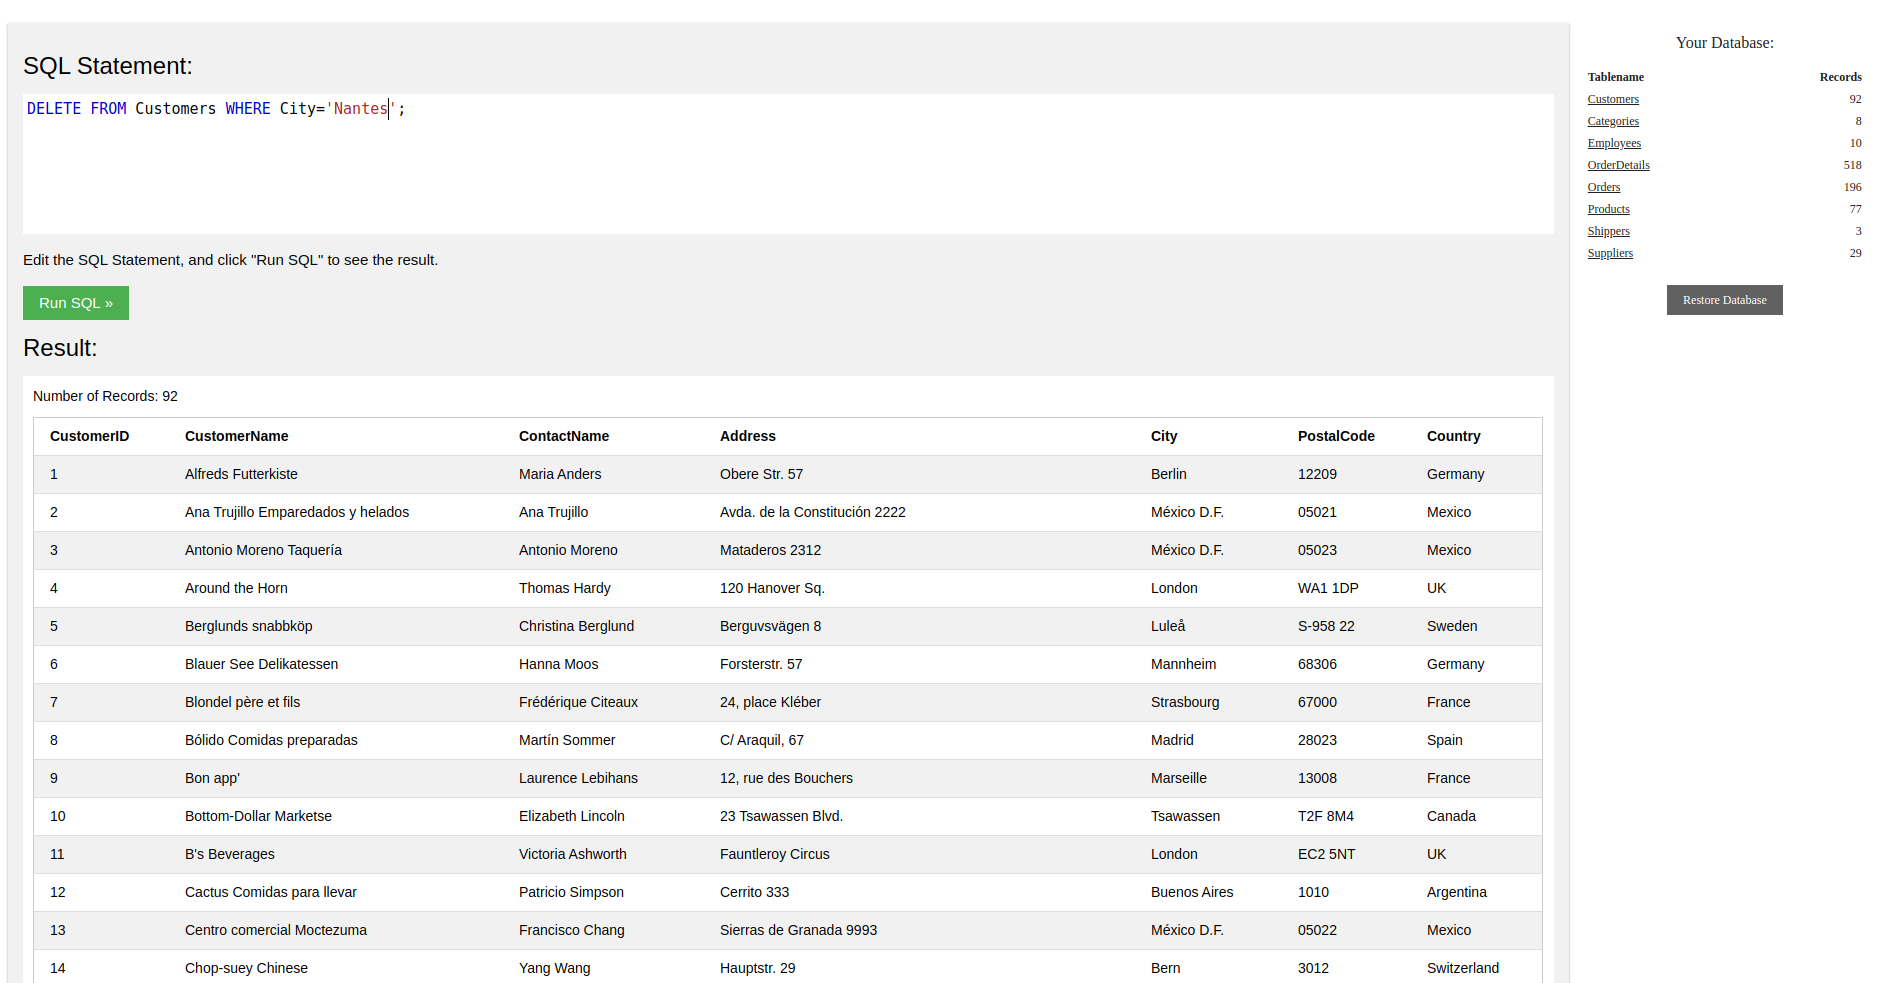 SQL Statement:
DELETE FROM Customers WHERE City='Nantes';
Edit the SQL Statement, and click "Run SQL" to see the result.
Run SQL »
Result:
Number of Records: 92
CustomerID CustomerName ContactName Address City PostalCode Country
1 Alfreds Futterkiste Maria Anders Obere Str. 57 Berlin 12209 Germany
2 Ana Trujillo Emparedados y helados Ana Trujillo Avda. de la Constitución 2222 México D.F. 05021 Mexico
3 Antonio Moreno Taquería Antonio Moreno Mataderos 2312 México D.F. 05023 Mexico
4 Around the Horn Thomas Hardy 120 Hanover Sq. London WA1 1DP UK
5 Berglunds snabbköp Christina Berglund Berguvsvägen 8 Luleå S-958 22 Sweden
6 Blauer See Delikatessen Hanna Moos Forsterstr. 57 Mannheim 68306 Germany
7 Blondel père et fils Frédérique Citeaux 24, place Kléber Strasbourg 67000 France
8 Bólido Comidas preparadas Martín Sommer C/ Araquil, 67 Madrid 28023 Spain
9 Bon app' Laurence Lebihans 12, rue des Bouchers Marseille 13008 France
10 Bottom-Dollar Marketse Elizabeth Lincoln 23 Tsawassen Blvd. Tsawassen T2F 8M4 Canada
11 B's Beverages Victoria Ashworth Fauntleroy Circus London EC2 5NT UK
12 Cactus Comidas para llevar Patricio Simpson Cerrito 333 Buenos Aires 1010 Argentina
13 Centro comercial Moctezuma Francisco Chang Sierras de Granada 9993 México D.F. 05022 Mexico
14 Chop-suey Chinese Yang Wang Hauptstr. 29 Bern 3012 Switzerland
Your Database:
Tablename Records
Customers 92
Categories 8
Employees 10
OrderDetails 518
Orders 196
Products 77
Shippers 3
Suppliers 29
Restore Database